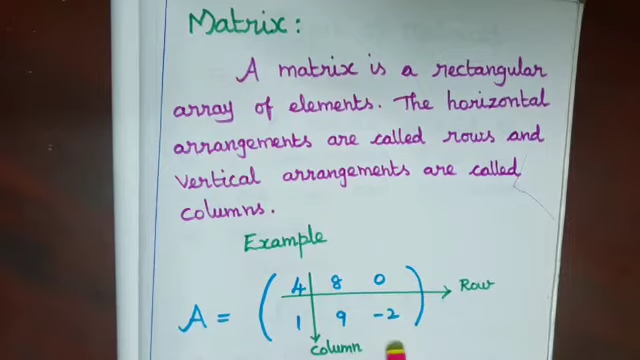 Matrix:
A matrix is a rectangular
array of elements. The horizontal
arrangements are called rows and
vertical arrangements are called
columns.
Example
4 8 0 Row
A = ( )
1 9 -2
Column